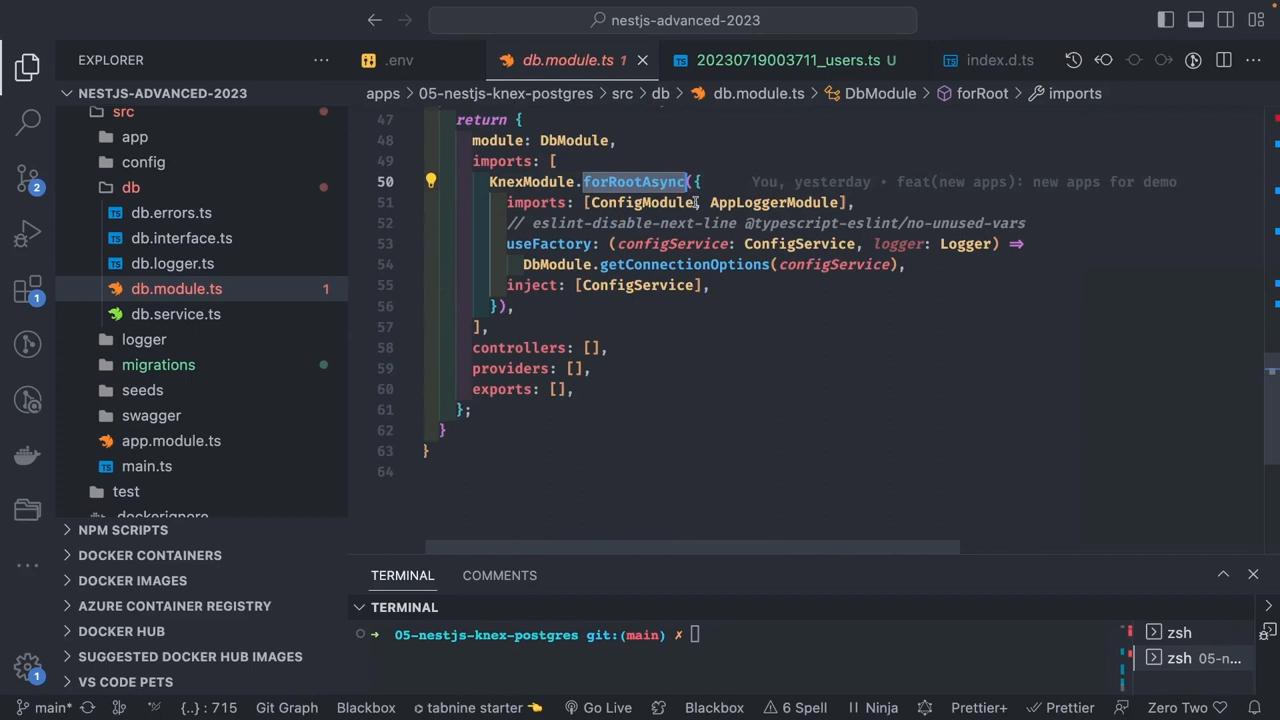 nestjs-advanced-2023
EXPLORER
.env
db.module.ts 1
20230719003711_users.ts U
index.d.ts
NESTJS-ADVANCED-2023
apps > 05-nestjs-knex-postgres > src > db > db.module.ts > DbModule > forRoot > imports
src
app
config
db
db.errors.ts
db.interface.ts
db.logger.ts
db.module.ts 1
db.service.ts
logger
migrations
seeds
swagger
app.module.ts
main.ts
test
NPM SCRIPTS
DOCKER CONTAINERS
DOCKER IMAGES
AZURE CONTAINER REGISTRY
DOCKER HUB
SUGGESTED DOCKER HUB IMAGES
VS CODE PETS
2
1
1
47 return {
48 module: DbModule,
49 imports: [
50 KnexModule.forRootAsync({ You, yesterday • feat(new apps): new apps for demo
51 imports: [ConfigModule, AppLoggerModule],
52 // eslint-disable-next-line @typescript-eslint/no-unused-vars
53 useFactory: (configService: ConfigService, logger: Logger) =>
54 DbModule.getConnectionOptions(configService),
55 inject: [ConfigService],
56 }),
57 ],
58 controllers: [],
59 providers: [],
60 exports: [],
61 };
62 }
63 }
64
TERMINAL
COMMENTS
TERMINAL
→ 05-nestjs-knex-postgres git:(main) ✗
zsh
zsh 05-n...
main* {..} : 715 Git Graph Blackbox tabnine starter Go Live Blackbox 6 Spell Ninja Prettier+ Prettier Zero Two